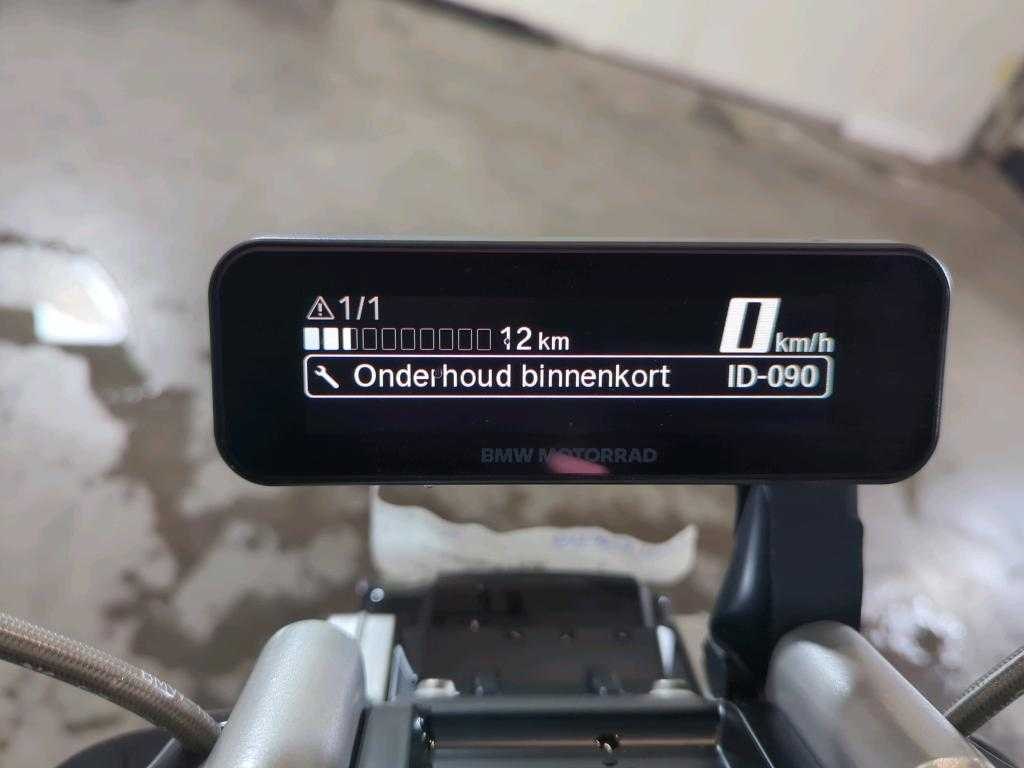 1/1
12 km
0 km/h
Onderhoud binnenkort ID-090
BMW MOTORRAD